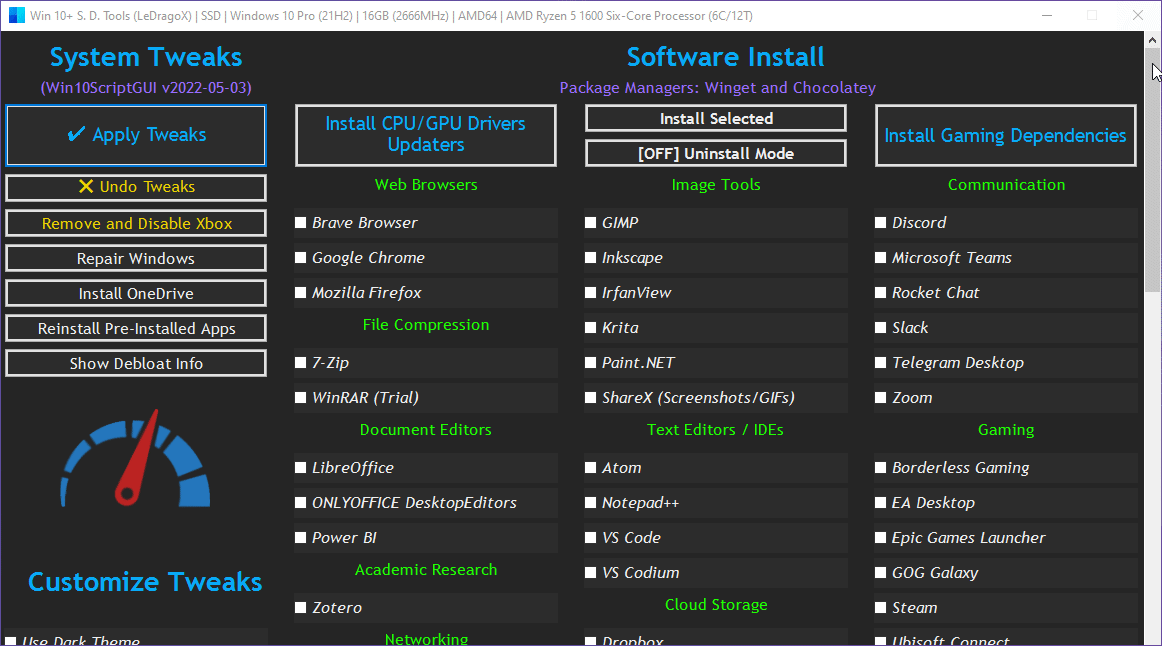 Win 10+ S. D. Tools (LeDragoX) | SSD | Windows 10 Pro (21H2) | 16GB (2666MHz) | AMD64 | AMD Ryzen 5 1600 Six-Core Processor (6C/12T)
System Tweaks
(Win10ScriptGUI v2022-05-03)
✔ Apply Tweaks
❌ Undo Tweaks
Remove and Disable Xbox
Repair Windows
Install OneDrive
Reinstall Pre-Installed Apps
Show Debloat Info
Customize Tweaks
Use Dark Theme
Software Install
Package Managers: Winget and Chocolatey
Install CPU/GPU Drivers
Updaters
Web Browsers
Brave Browser
Google Chrome
Mozilla Firefox
File Compression
7-Zip
WinRAR (Trial)
Document Editors
LibreOffice
ONLYOFFICE DesktopEditors
Power BI
Academic Research
Zotero
Networking
Install Selected
[OFF] Uninstall Mode
Image Tools
GIMP
Inkscape
IrfanView
Krita
Paint.NET
ShareX (Screenshots/GIFs)
Text Editors / IDEs
Atom
Notepad++
VS Code
VS Codium
Cloud Storage
Dropbox
Install Gaming Dependencies
Communication
Discord
Microsoft Teams
Rocket Chat
Slack
Telegram Desktop
Zoom
Gaming
Borderless Gaming
EA Desktop
Epic Games Launcher
GOG Galaxy
Steam
Ubisoft Connect